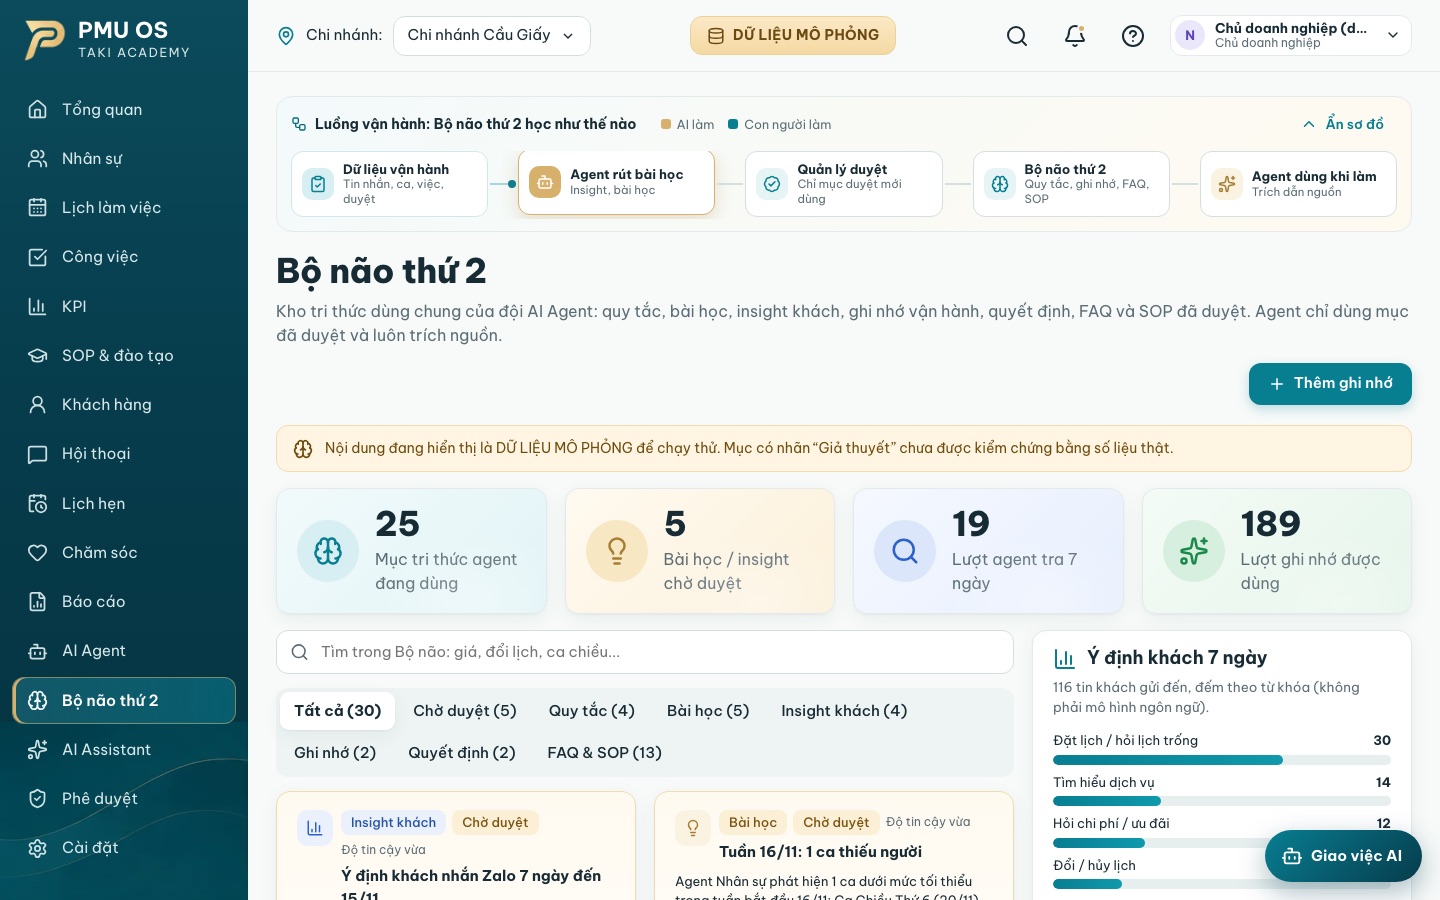 PMU OS
TAKI ACADEMY
Tổng quan
Nhân sự
Lịch làm việc
Công việc
KPI
SOP & đào tạo
Khách hàng
Hội thoại
Lịch hẹn
Chăm sóc
Báo cáo
AI Agent
Bộ não thứ 2
AI Assistant
Phê duyệt
Cài đặt
Chi nhánh:
Chi nhánh Cầu Giấy
DỮ LIỆU MÔ PHỎNG
N
Chủ doanh nghiệp (d...
Chủ doanh nghiệp
Luồng vận hành: Bộ não thứ 2 học như thế nào
AI làm
Con người làm
Ẩn sơ đồ
Dữ liệu vận hành
Tin nhắn, ca, việc,
duyệt
Agent rút bài học
Insight, bài học
Quản lý duyệt
Chỉ mục duyệt mới
dùng
Bộ não thứ 2
Quy tắc, ghi nhớ, FAQ,
SOP
Agent dùng khi làm
Trích dẫn nguồn
Bộ não thứ 2
Kho tri thức dùng chung của đội AI Agent: quy tắc, bài học, insight khách, ghi nhớ vận hành, quyết định, FAQ và SOP đã duyệt. Agent chỉ dùng mục
đã duyệt và luôn trích nguồn.
Thêm ghi nhớ
Nội dung đang hiển thị là DỮ LIỆU MÔ PHỎNG để chạy thử. Mục có nhãn “Giả thuyết” chưa được kiểm chứng bằng số liệu thật.
25
Mục tri thức agent
đang dùng
5
Bài học / insight
chờ duyệt
19
Lượt agent tra 7
ngày
189
Lượt ghi nhớ được
dùng
Tìm trong Bộ não: giá, đổi lịch, ca chiều...
Tất cả (30)
Chờ duyệt (5)
Quy tắc (4)
Bài học (5)
Insight khách (4)
Ghi nhớ (2)
Quyết định (2)
FAQ & SOP (13)
Insight khách
Chờ duyệt
Độ tin cậy vừa
Ý định khách nhắn Zalo 7 ngày đến
15/11
Bài học
Chờ duyệt
Độ tin cậy vừa
Tuần 16/11: 1 ca thiếu người
Agent Nhân sự phát hiện 1 ca dưới mức tối thiểu
trong tuần bắt đầu 16/11: Ca Chiều Thứ 6 (20/11)
Ý định khách 7 ngày
116 tin khách gửi đến, đếm theo từ khóa (không
phải mô hình ngôn ngữ).
Đặt lịch / hỏi lịch trống
30
Tìm hiểu dịch vụ
14
Hỏi chi phí / ưu đãi
12
Đổi / hủy lịch
Giao việc AI